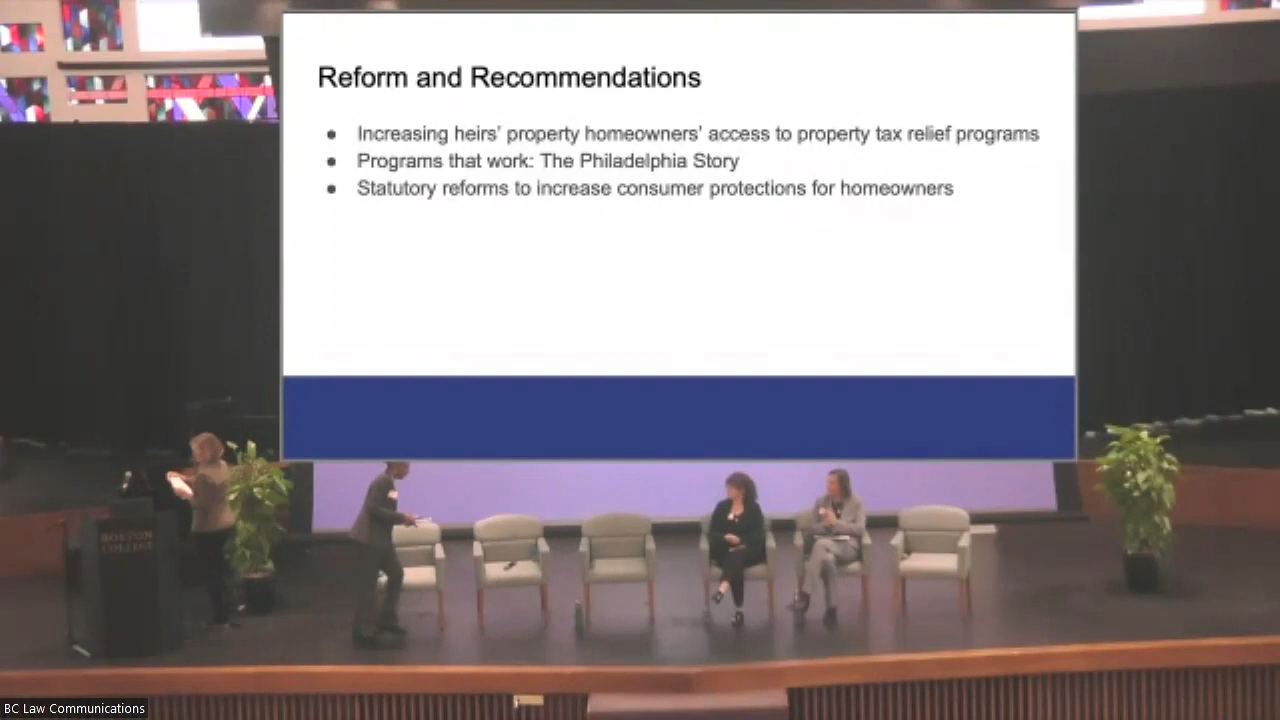 Reform and Recommendations
● Increasing heirs’ property homeowners’ access to property tax relief programs
● Programs that work: The Philadelphia Story
● Statutory reforms to increase consumer protections for homeowners
BOSTON
COLLEGE
BC Law Communications